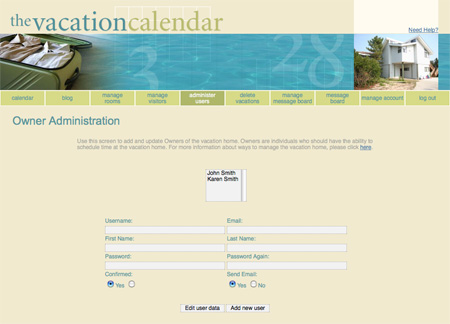 thevacationcalendar
Need Help?
3 28
calendar
blog
manage rooms
manage visitors
administer users
delete vacations
manage message board
message board
manage account
log out
Owner Administration
Use this screen to add and update Owners of the vacation home. Owners are individuals who should have the ability to
schedule time at the vacation home. For more information about ways to manage the vacation home, please click here.
John Smith
Karen Smith
Username: Email:
First Name: Last Name:
Password: Password Again:
Confirmed: Send Email:
Yes Yes No
Edit user data Add new user